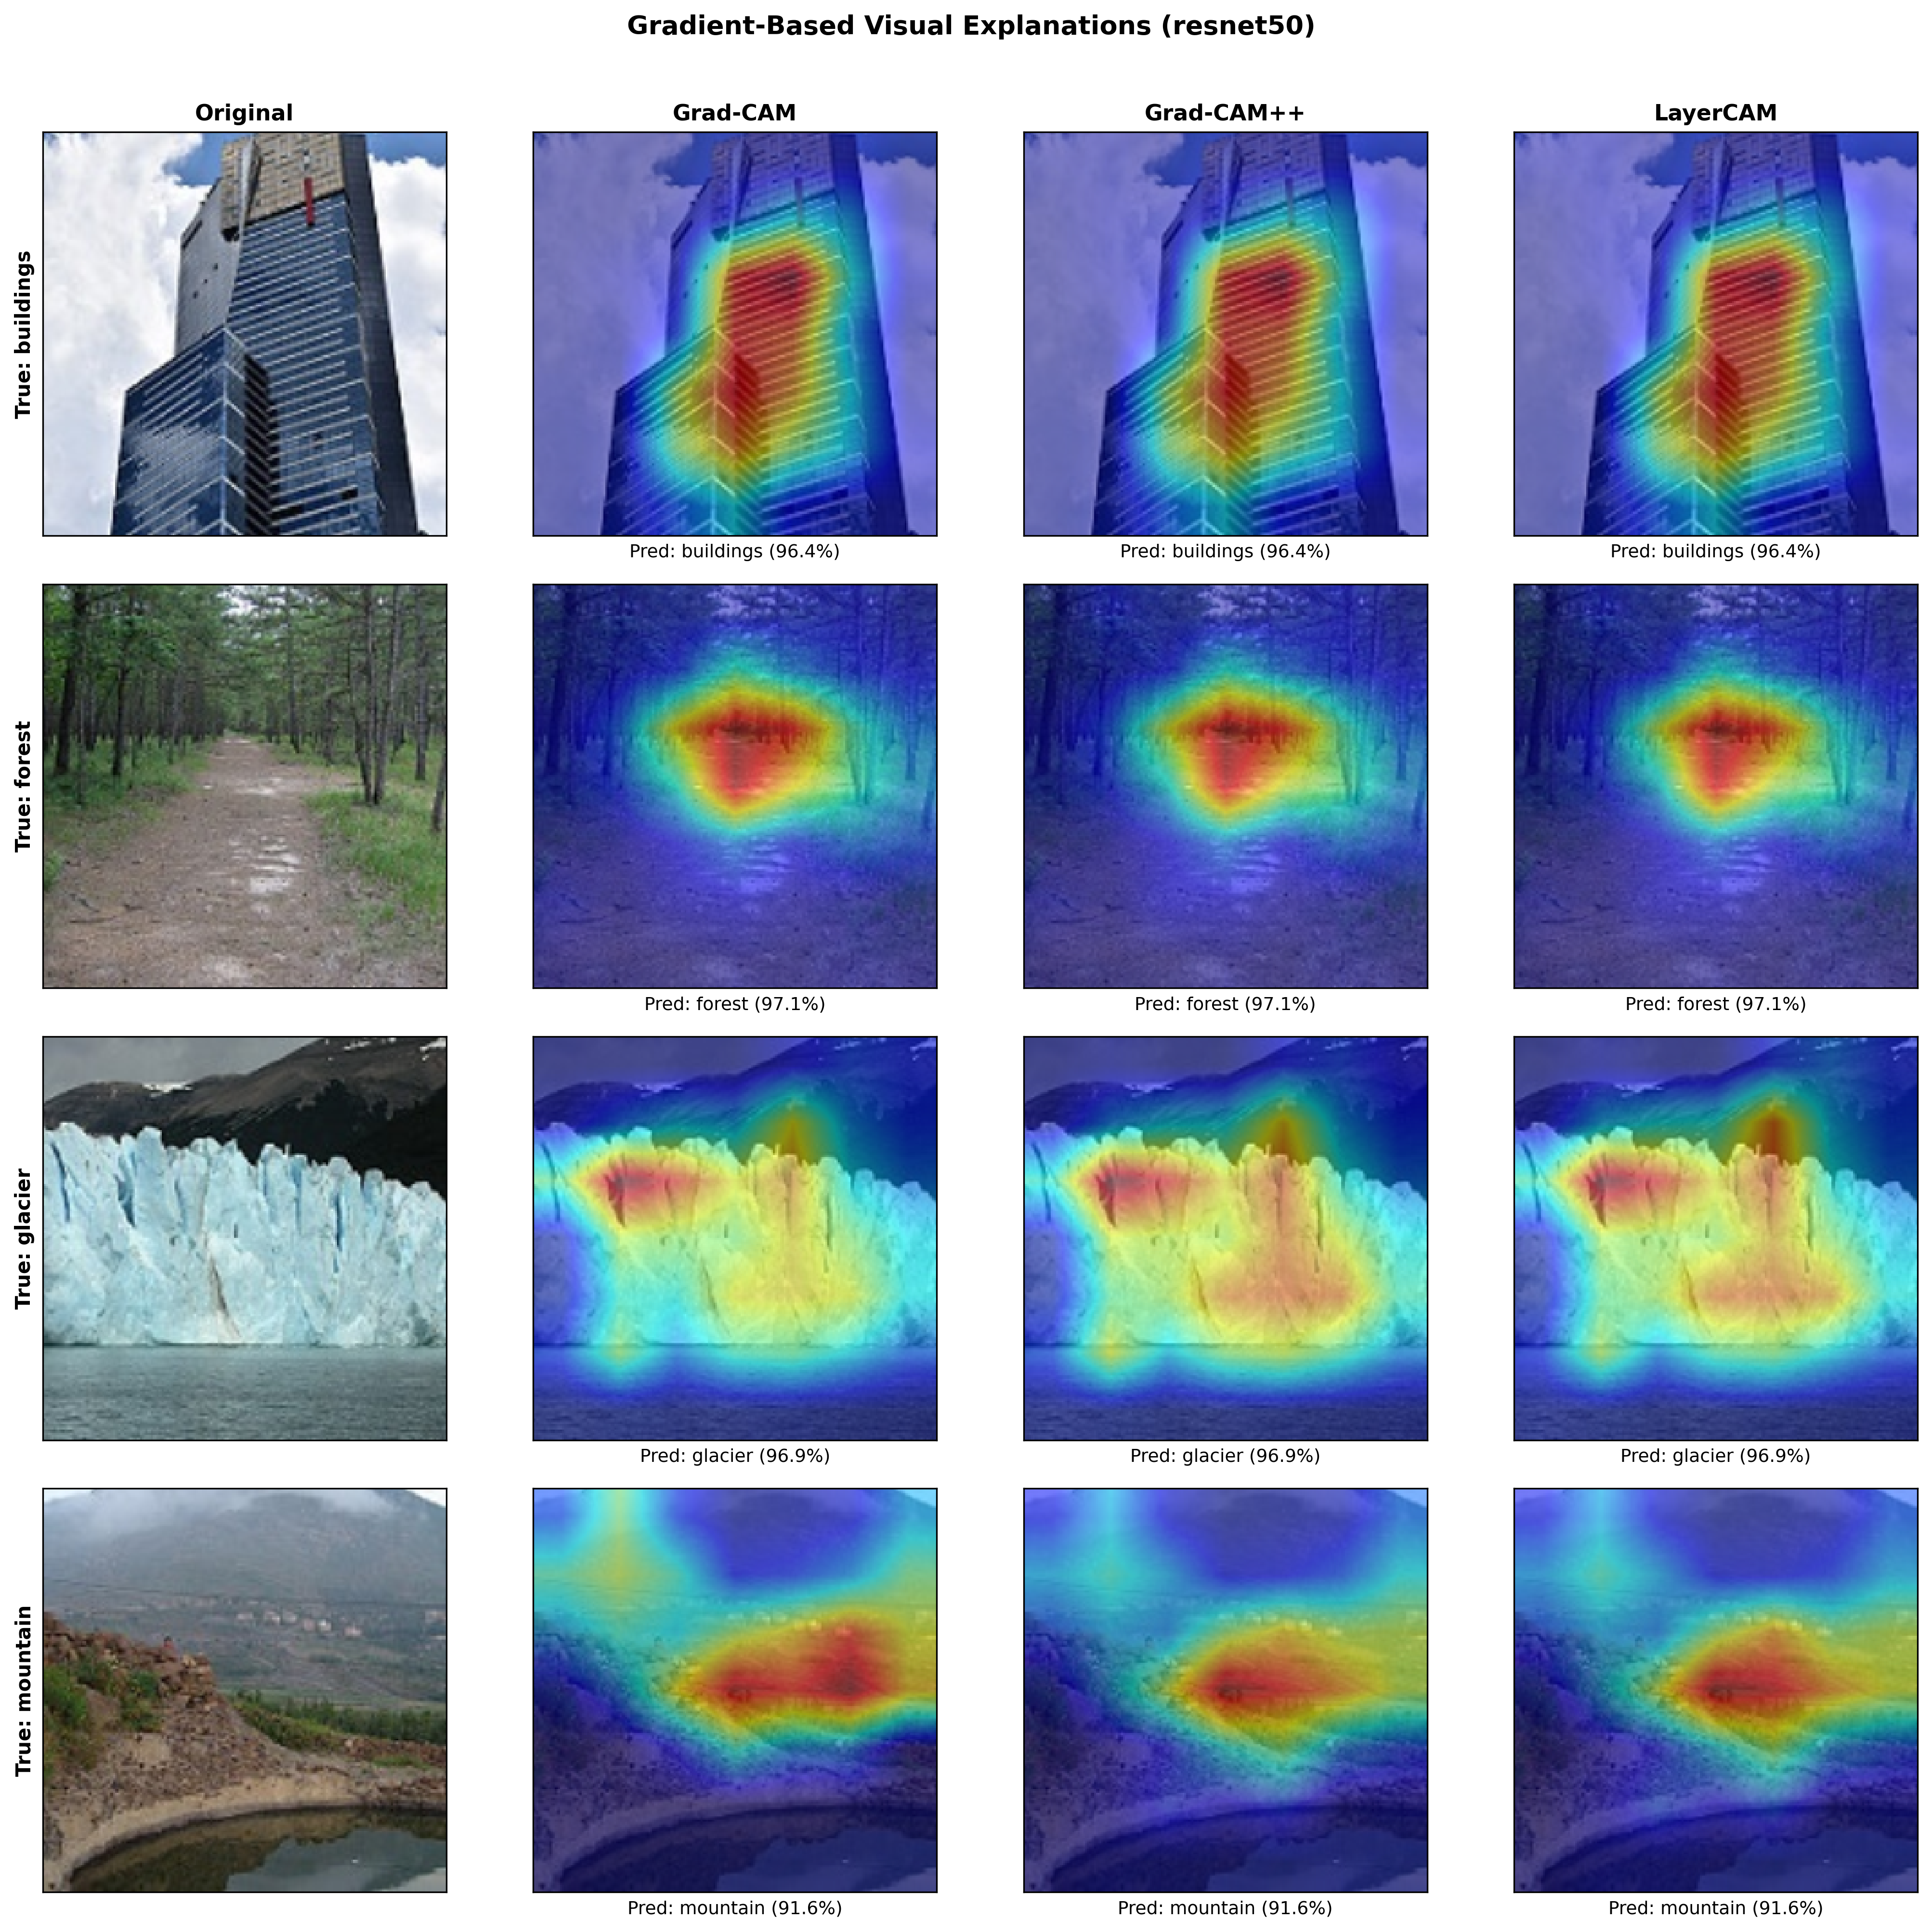 Gradient-Based Visual Explanations (resnet50)
Original
Grad-CAM
Grad-CAM++
LayerCAM
True: buildings
Pred: buildings (96.4%)
Pred: buildings (96.4%)
Pred: buildings (96.4%)
True: forest
Pred: forest (97.1%)
Pred: forest (97.1%)
Pred: forest (97.1%)
True: glacier
Pred: glacier (96.9%)
Pred: glacier (96.9%)
Pred: glacier (96.9%)
True: mountain
Pred: mountain (91.6%)
Pred: mountain (91.6%)
Pred: mountain (91.6%)